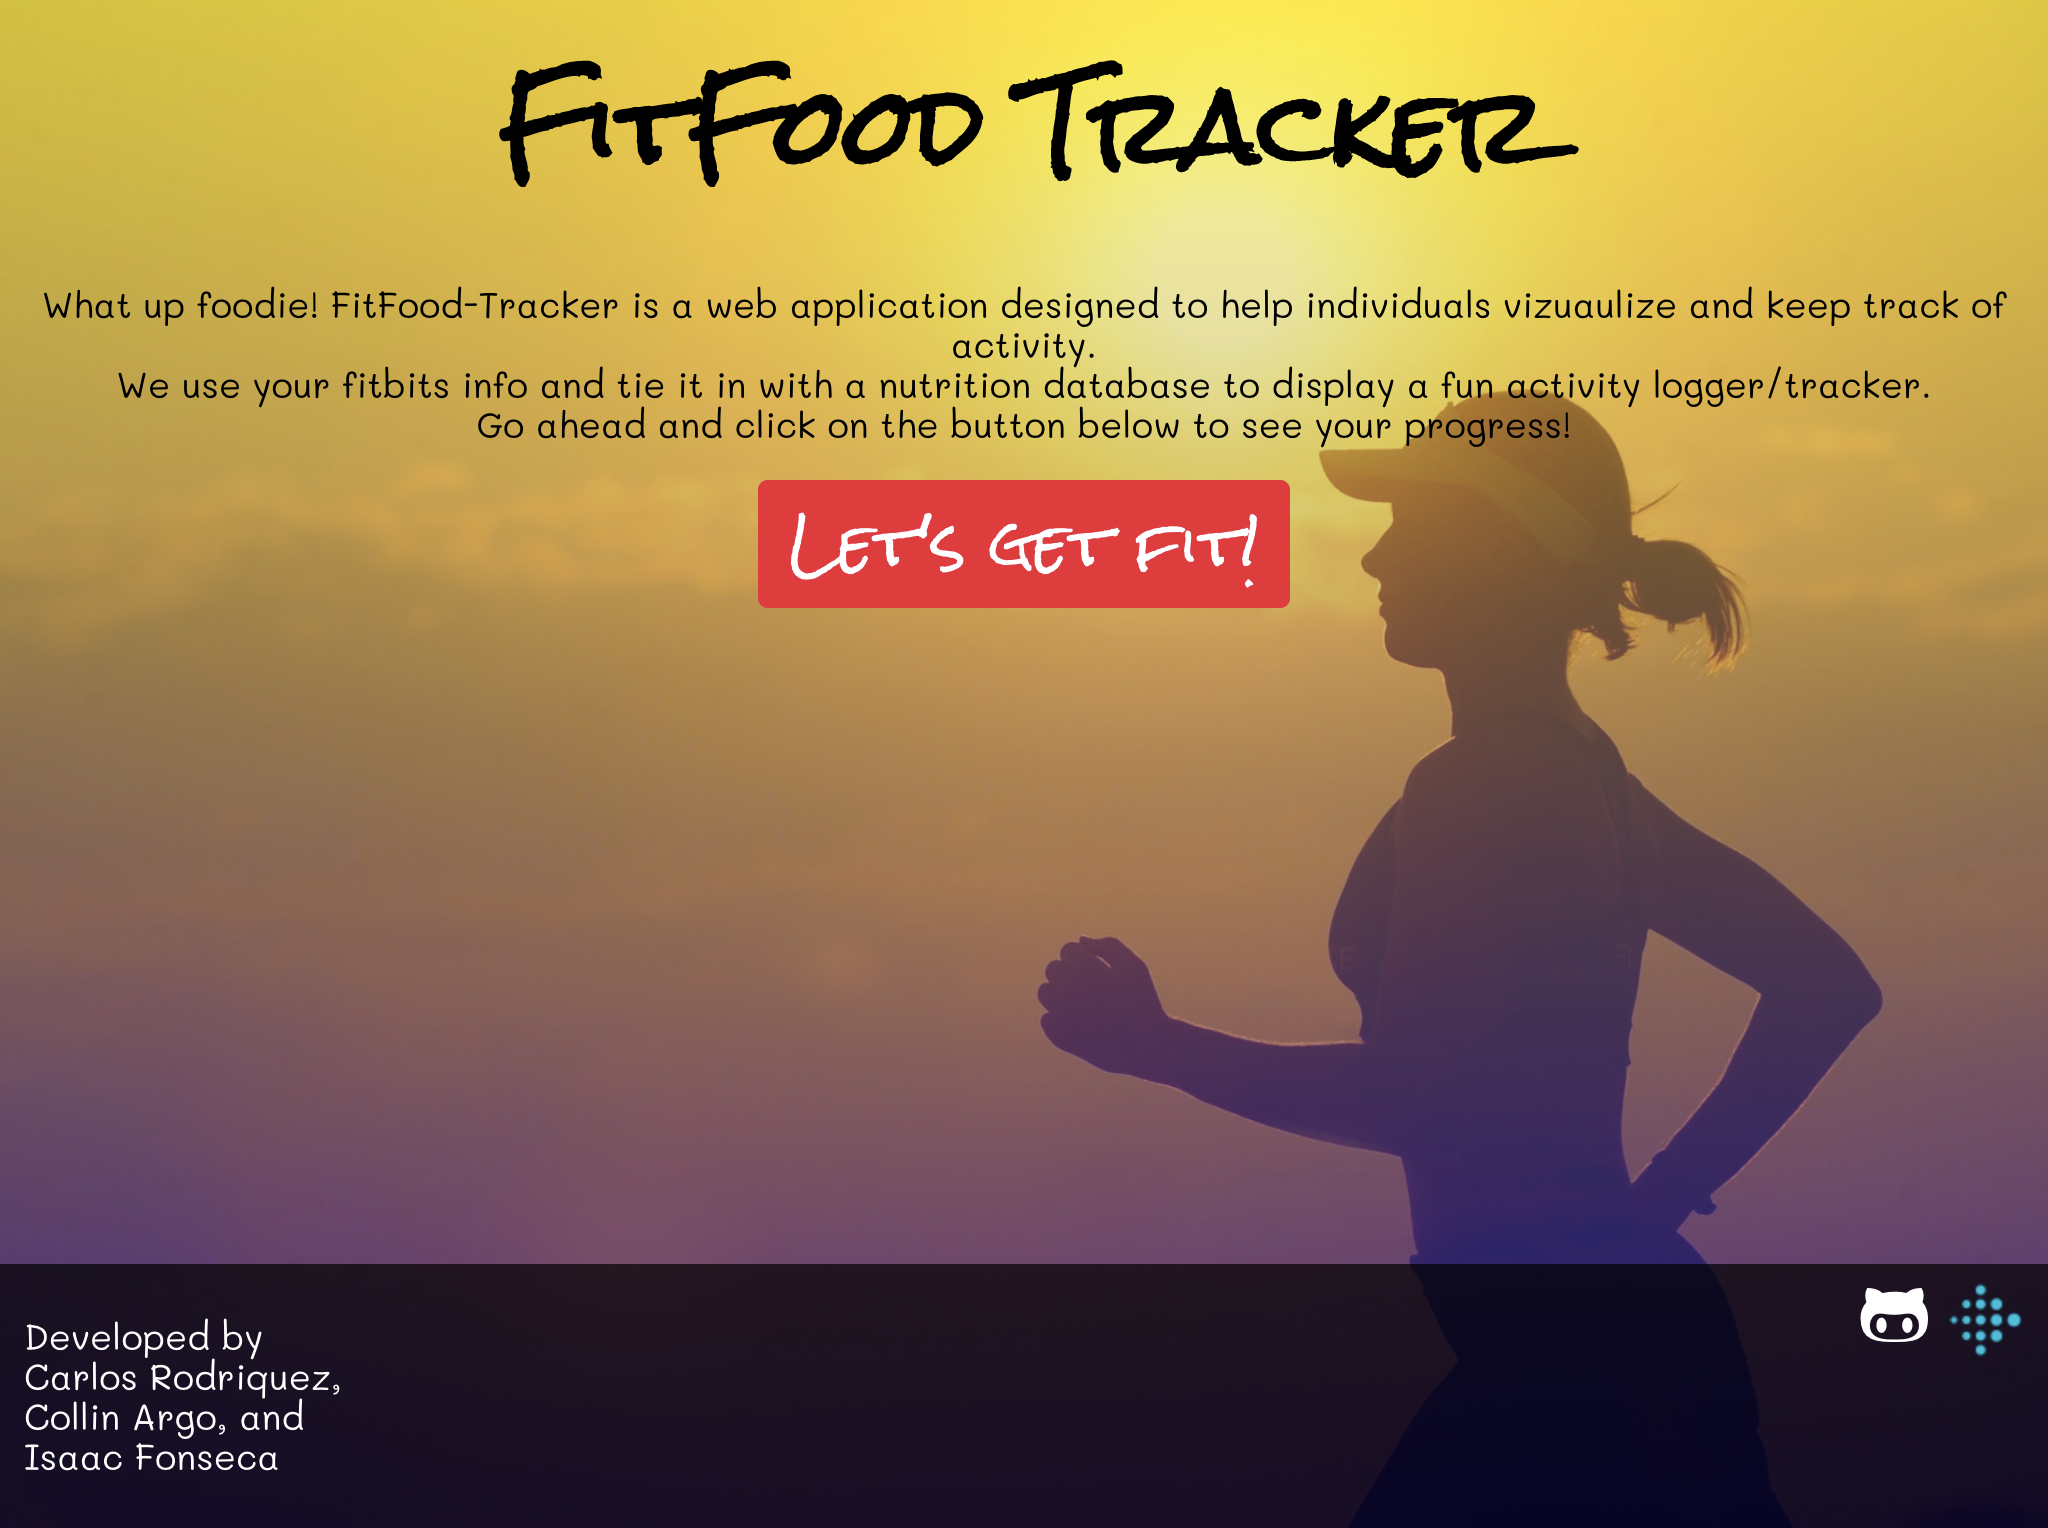 FitFood Tracker
What up foodie! FitFood-Tracker is a web application designed to help individuals vizuaulize and keep track of
activity.
We use your fitbits info and tie it in with a nutrition database to display a fun activity logger/tracker.
Go ahead and click on the button below to see your progress!
Let's get fit!
Developed by
Carlos Rodriquez,
Collin Argo, and
Isaac Fonseca